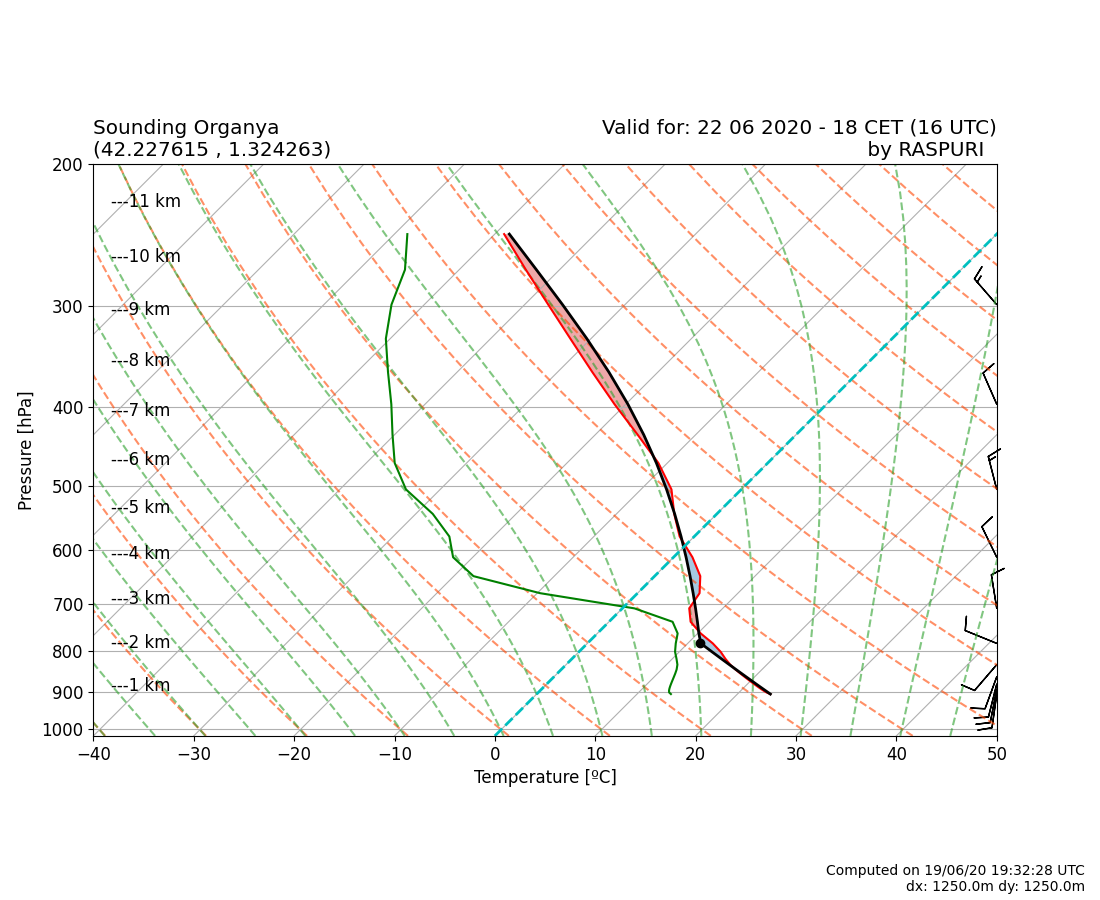 Sounding Organya
(42.227615 , 1.324263)
Valid for: 22 06 2020 - 18 CET (16 UTC)
by RASPURI
200
300
400
500
600
700
800
900
1000
Pressure [hPa]
---11 km
---10 km
---9 km
---8 km
---7 km
---6 km
---5 km
---4 km
---3 km
---2 km
---1 km
−40
−30
−20
−10
0
10
20
30
40
50
Temperature [ºC]
Computed on 19/06/20 19:32:28 UTC
dx: 1250.0m dy: 1250.0m